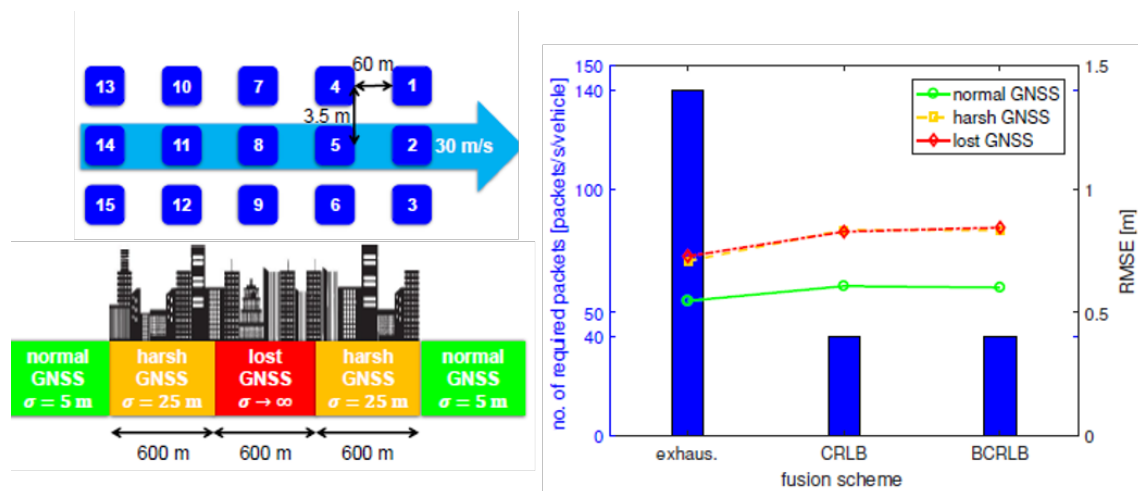 60 m
13 10 7 4 1
3.5 m
14 11 8 5 2 30 m/s
15 12 9 6 3
normal GNSS σ = 5 m
harsh GNSS σ = 25 m
lost GNSS σ → ∞
harsh GNSS σ = 25 m
normal GNSS σ = 5 m
600 m 600 m 600 m
no. of required packets [packets/s/vehicle]
150
140
100
50
40
0
normal GNSS
harsh GNSS
lost GNSS
1.5
1
0.5
0
RMSE [m]
exhaus. CRLB BCRLB
fusion scheme